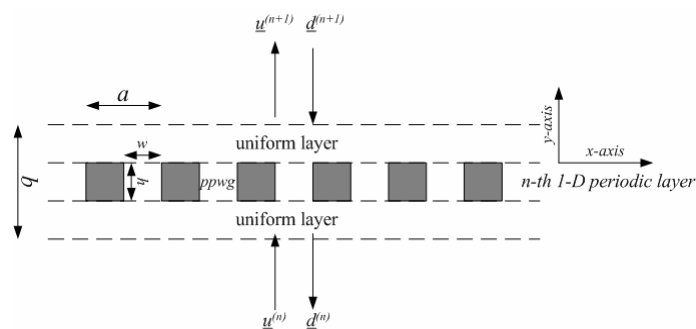 u(n+1) d(n+1)
a
y-axis
w
uniform layer
x-axis
b
h
ppwg
n-th 1-D periodic layer
uniform layer
u(n) d(n)